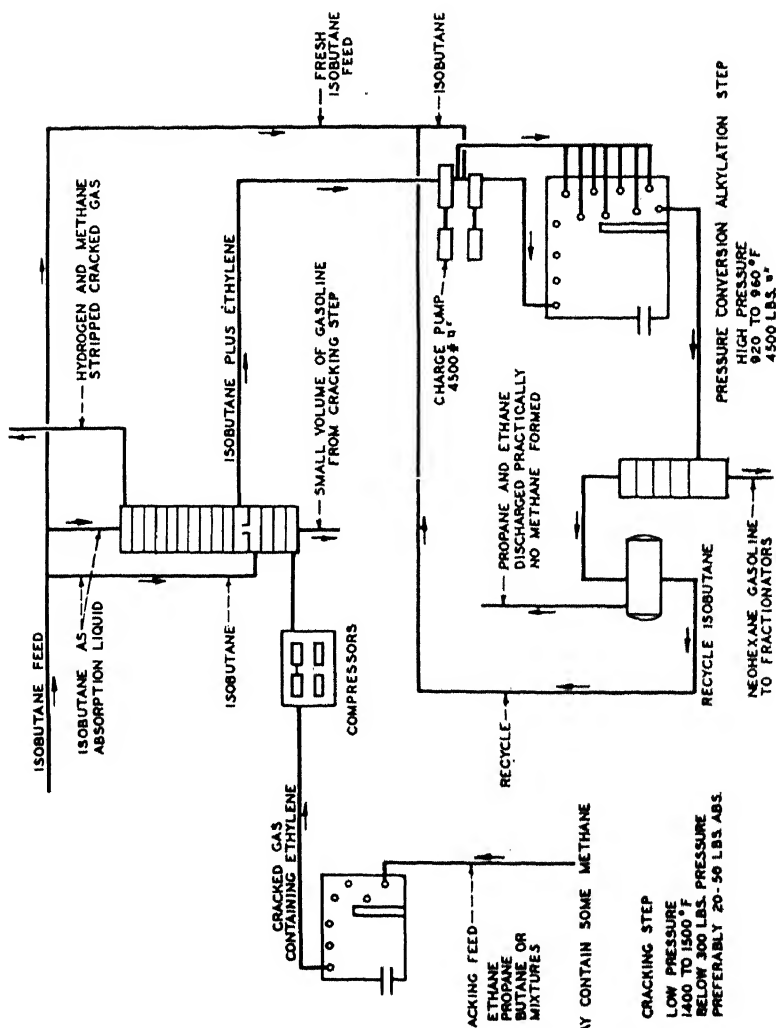 ISOBUTANE FEED
ISOBUTANE AS
ABSORPTION LIQUID
HYDROGEN AND METHANE
STRIPPED CRACKED GAS
FRESH
ISOBUTANE
FEED
ISOBUTANE
ISOBUTANE
ISOBUTANE PLUS ETHYLENE
SMALL VOLUME OF GASOLINE
FROM CRACKING STEP
COMPRESSORS
CRACKED GAS
CONTAINING ETHYLENE
CHARGE PUMP
4500 # □"
PROPANE AND ETHANE
DISCHARGED PRACTICALLY
NO METHANE FORMED
RECYCLE
RECYCLE ISOBUTANE
NEOHEXANE GASOLINE
TO FRACTIONATORS
PRESSURE CONVERSION ALKYLATION STEP
HIGH PRESSURE
920 TO 960 °F
4500 LBS. □"
ACKING FEED
ETHANE
PROPANE
BUTANE OR
MIXTURES
AY CONTAIN SOME METHANE
CRACKING STEP
LOW PRESSURE
1400 TO 1500 °F
BELOW 300 LBS. PRESSURE
PREFERABLY 20-50 LBS. ABS.